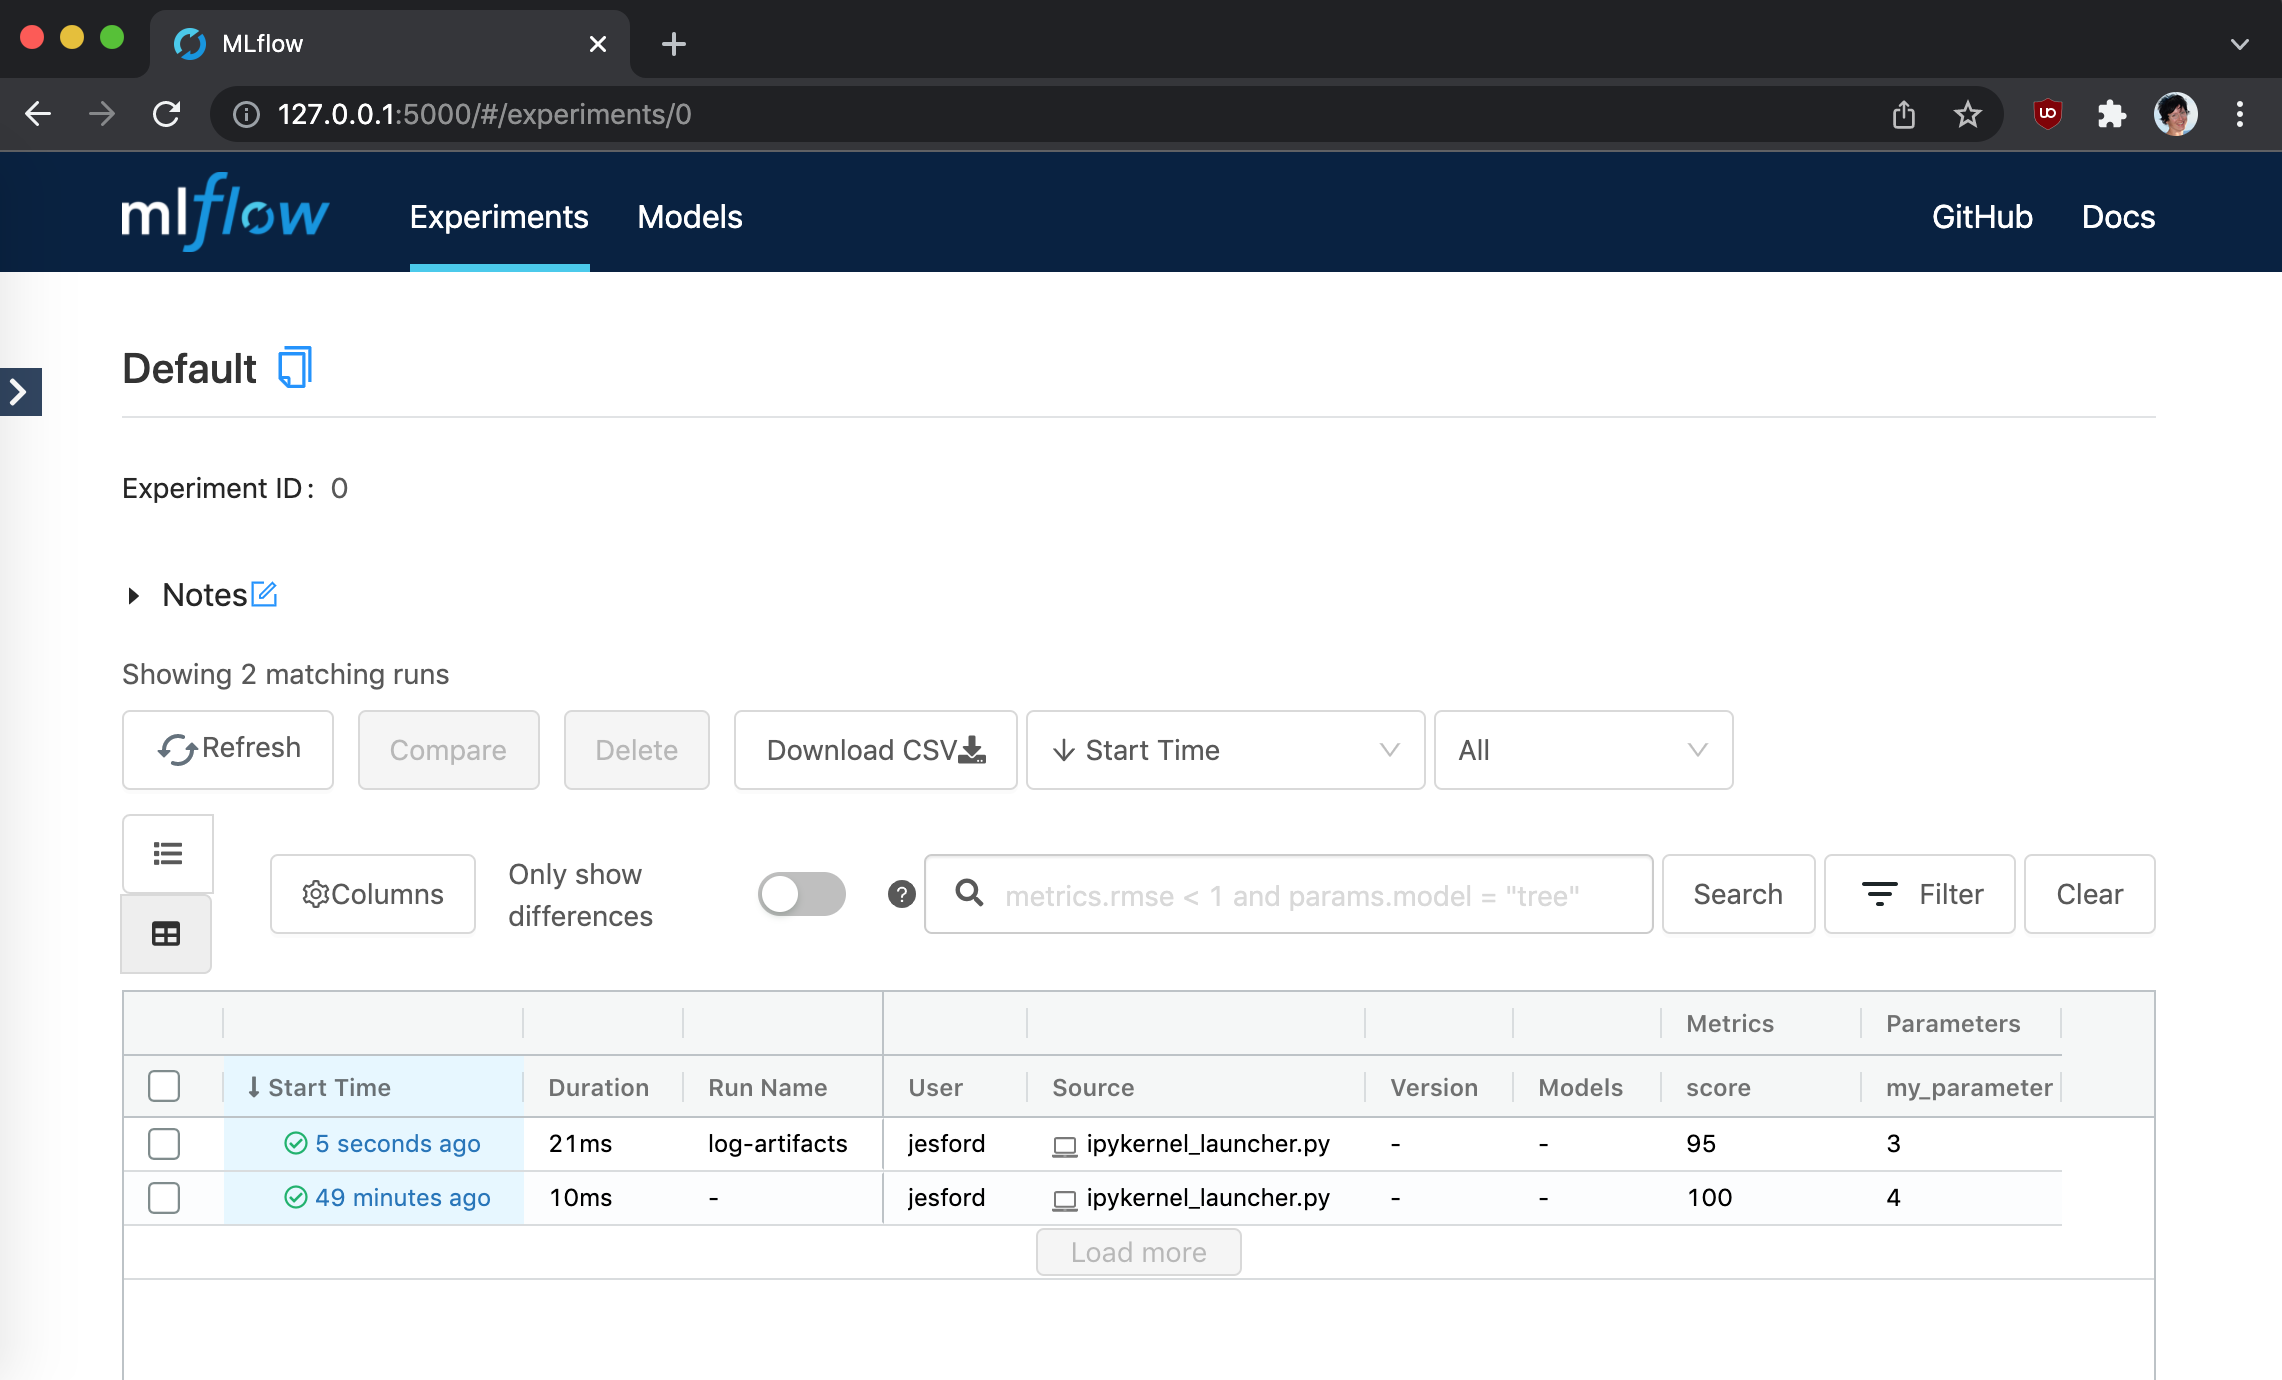 MLflow
127.0.0.1:5000/#/experiments/0
mlflow Experiments Models GitHub Docs
Default
Experiment ID: 0
Notes
Showing 2 matching runs
Refresh Compare Delete Download CSV Start Time All
Columns Only show differences ? metrics.rmse < 1 and params.model = "tree" Search Filter Clear
Metrics Parameters
Start Time Duration Run Name User Source Version Models score my_parameter
5 seconds ago 21ms log-artifacts jesford ipykernel_launcher.py - - 95 3
49 minutes ago 10ms - jesford ipykernel_launcher.py - - 100 4
Load more